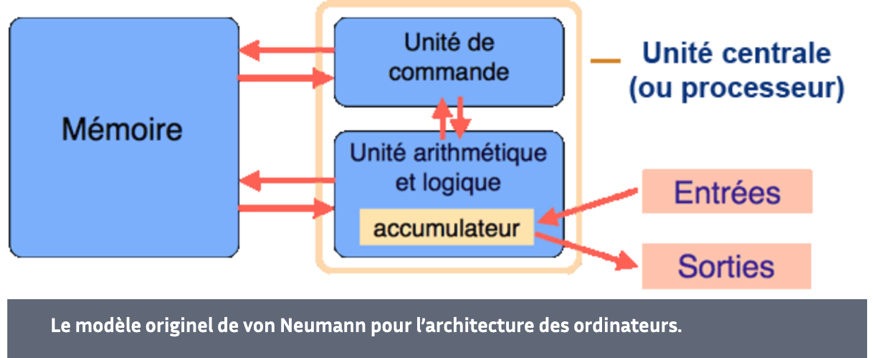 Mémoire
Unité de
commande
Unité arithmétique
et logique
accumulateur
Unité centrale
(ou processeur)
Entrées
Sorties
Le modèle originel de von Neumann pour l'architecture des ordinateurs.